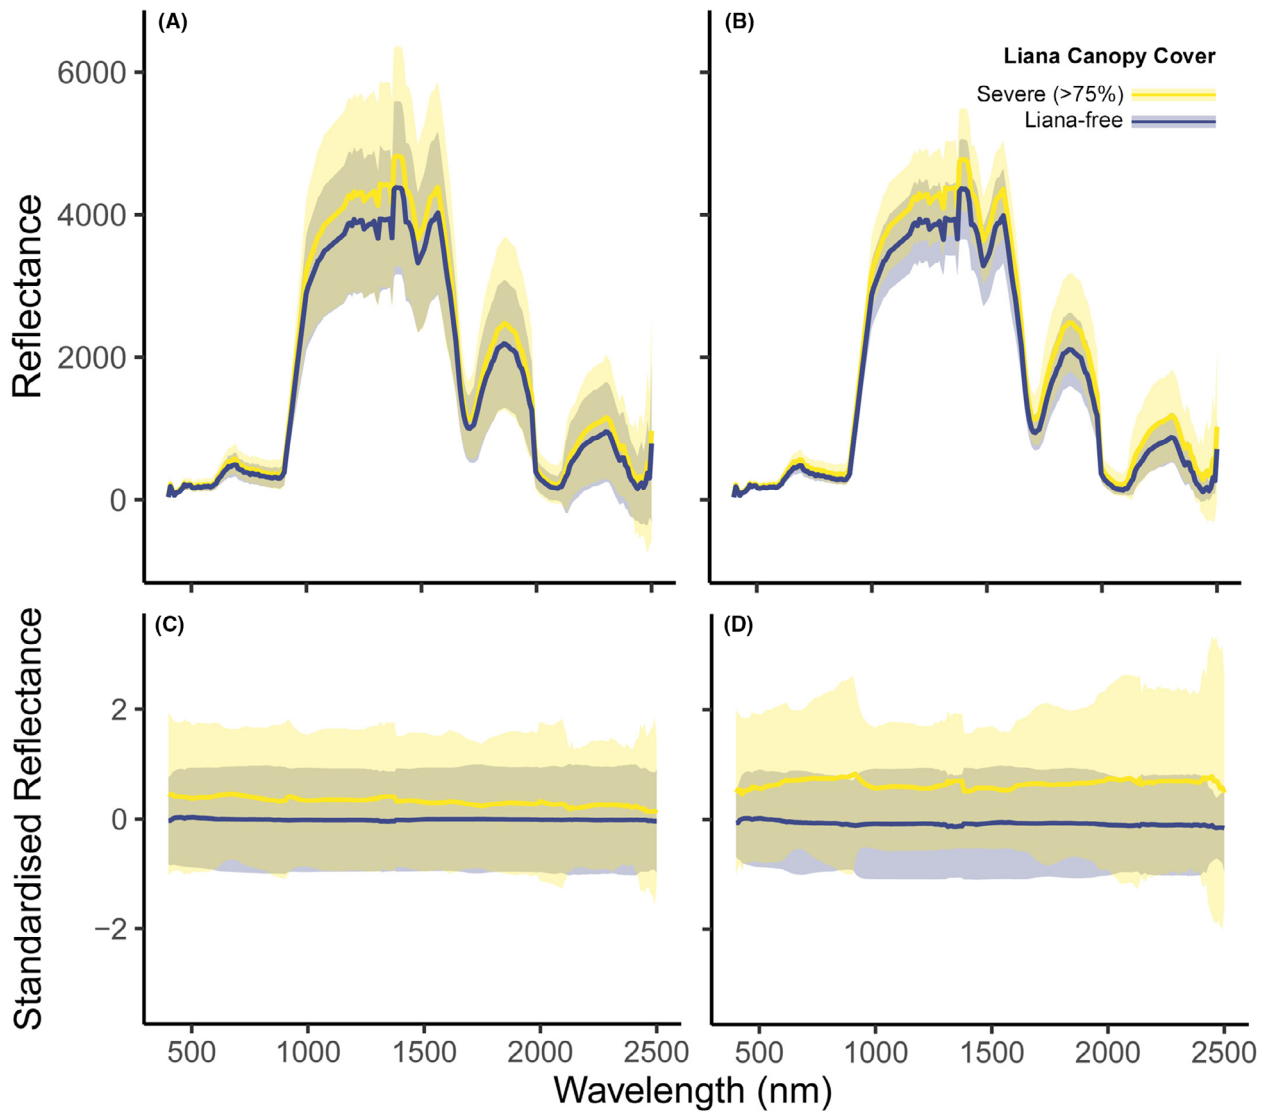 (A)
(B)
Liana Canopy Cover
Severe (>75%)
Liana-free
Reflectance
6000
4000
2000
0
(C)
(D)
Standardised Reflectance
2
0
−2
500 1000 1500 2000 2500
500 1000 1500 2000 2500
Wavelength (nm)